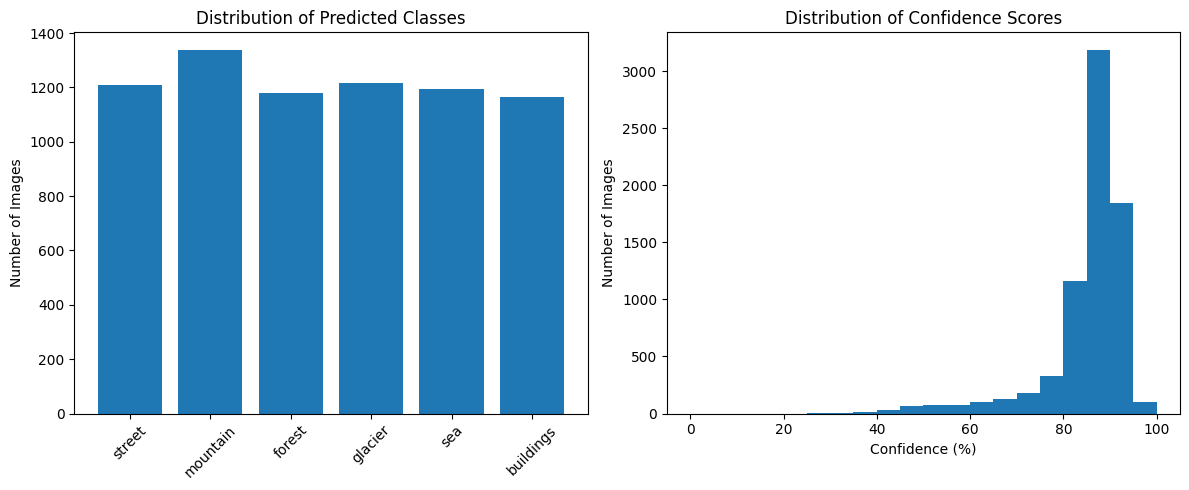 Distribution of Predicted Classes
Number of Images
1400
1200
1000
800
600
400
200
0
street
mountain
forest
glacier
sea
buildings
Distribution of Confidence Scores
Number of Images
3000
2500
2000
1500
1000
500
0
0 20 40 60 80 100
Confidence (%)